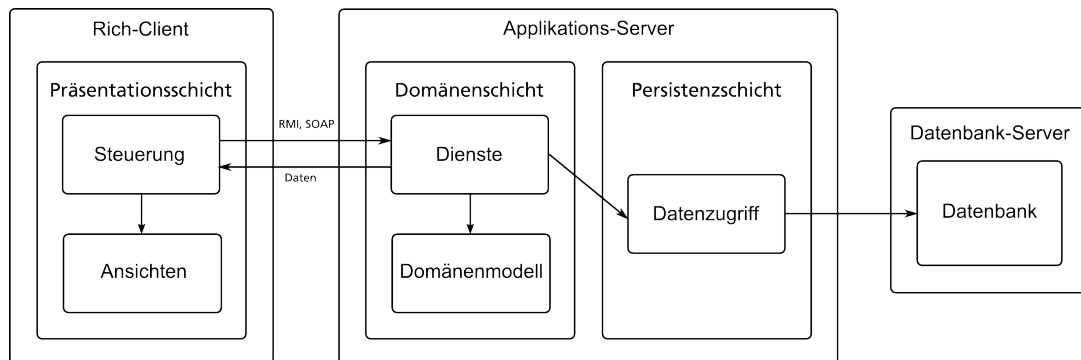 Rich-Client
Applikations-Server
Präsentationsschicht
Domänenschicht
Persistenzschicht
RMI, SOAP
Datenbank-Server
Steuerung
Dienste
Daten
Datenzugriff
Datenbank
Ansichten
Domänenmodell